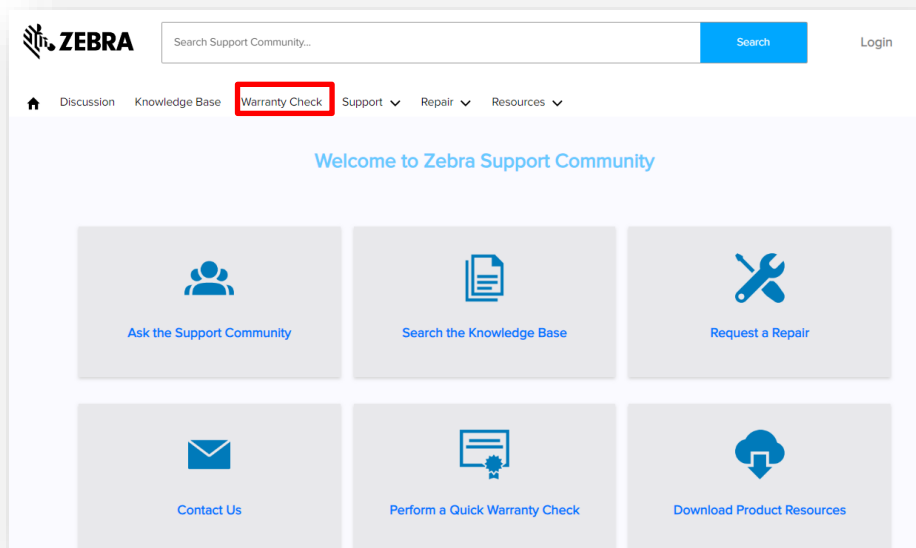 ZEBRA
Search Support Community...
Search
Login
Discussion Knowledge Base Warranty Check Support Repair Resources
Welcome to Zebra Support Community
Ask the Support Community
Search the Knowledge Base
Request a Repair
Contact Us
Perform a Quick Warranty Check
Download Product Resources